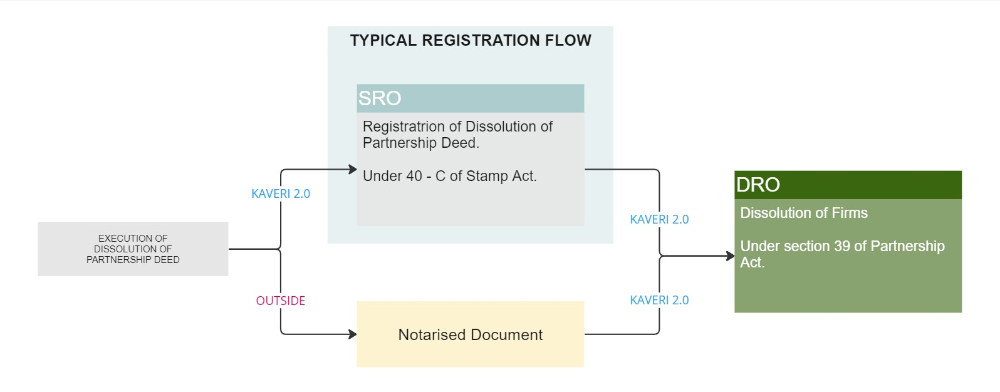 TYPICAL REGISTRATION FLOW
SRO
Registratrion of Dissolution of
Partnership Deed.
Under 40 - C of Stamp Act.
KAVERI 2.0
EXECUTION OF
DISSOLUTION OF
PARTNERSHIP DEED
OUTSIDE
Notarised Document
KAVERI 2.0
KAVERI 2.0
DRO
Dissolution of Firms
Under section 39 of Partnership
Act.